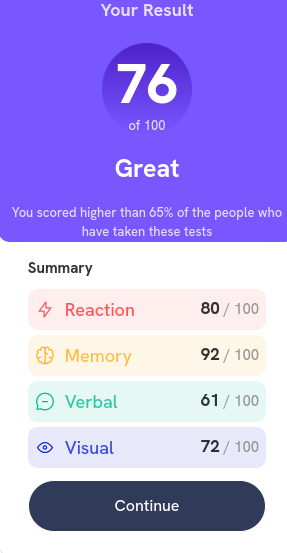 Your Result
76
of 100
Great
You scored higher than 65% of the people who
have taken these tests
Summary
Reaction 80 / 100
Memory 92 / 100
Verbal 61 / 100
Visual 72 / 100
Continue